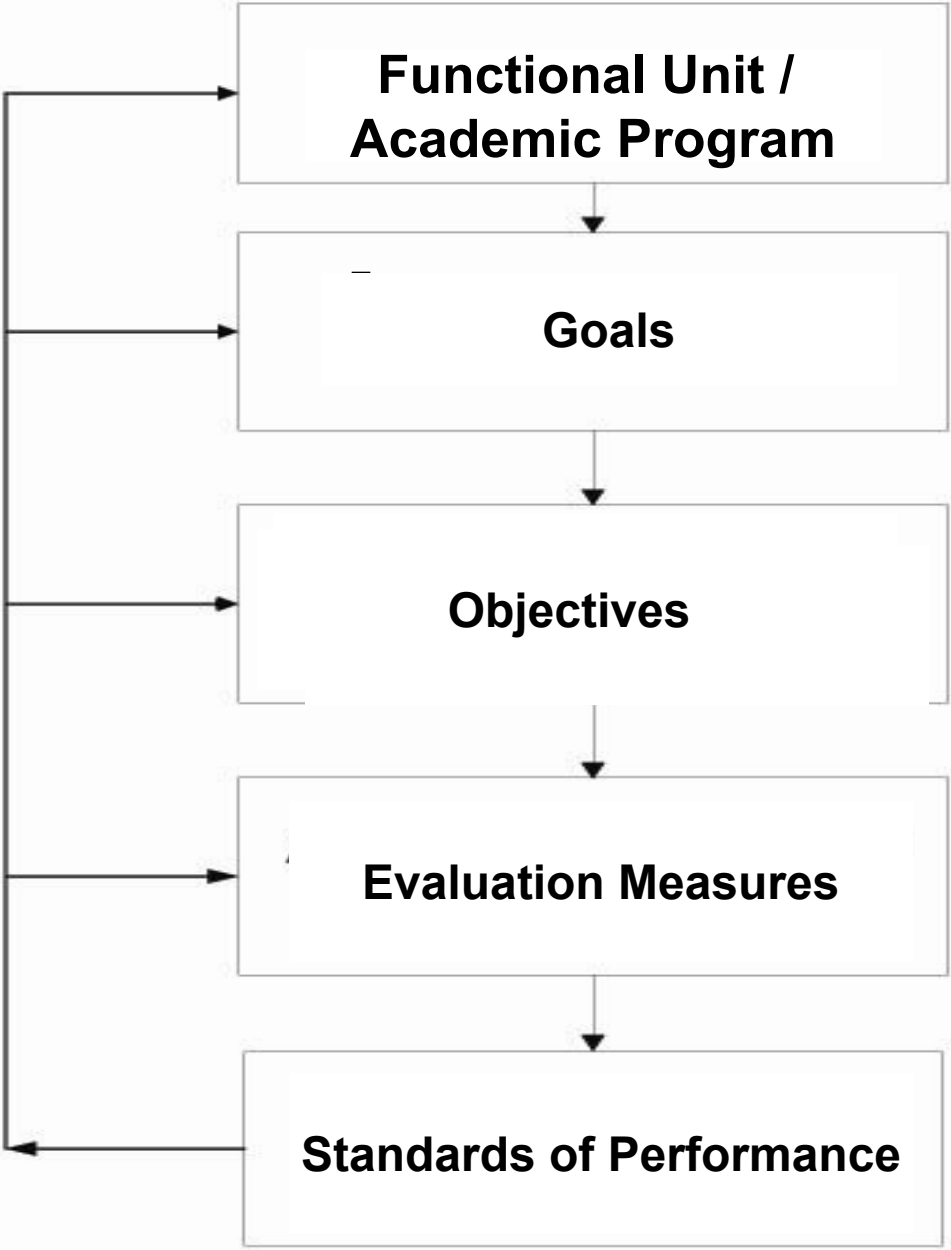 Functional Unit /
Academic Program
Goals
Objectives
Evaluation Measures
Standards of Performance